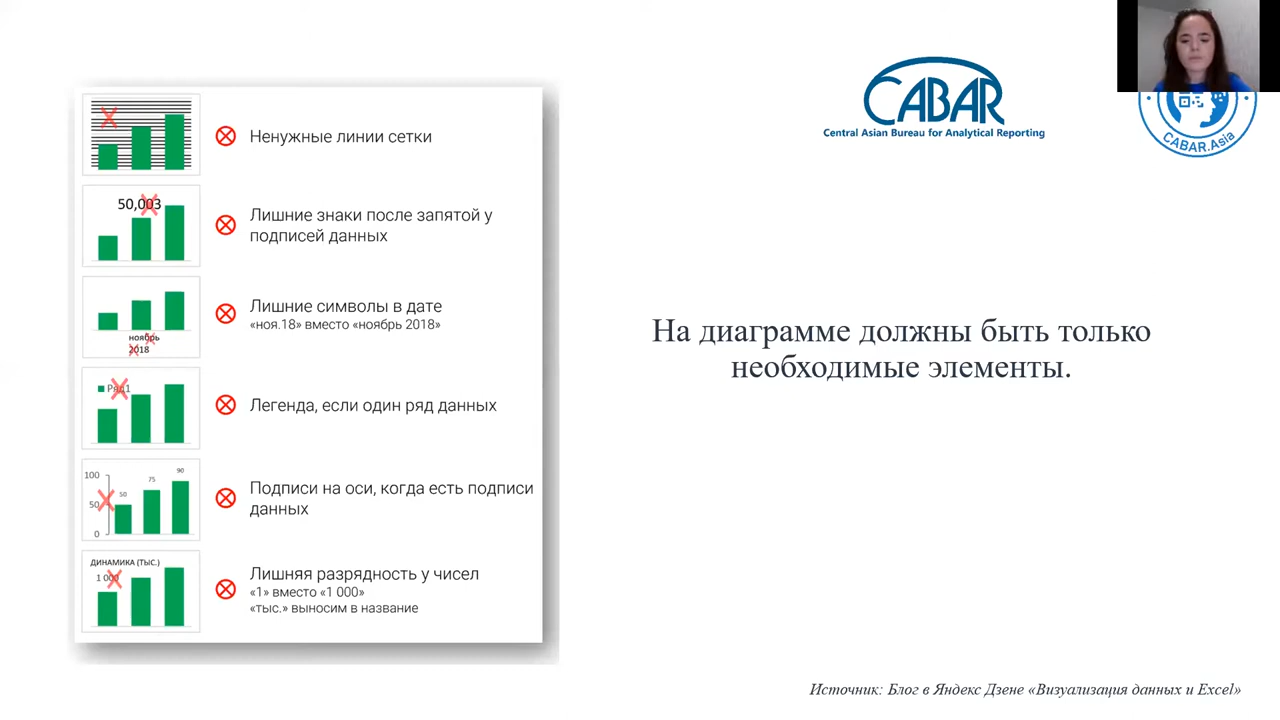 Ненужные линии сетки
50,003
Лишние знаки после запятой у
подписей данных
ноябрь
2018
Лишние символы в дате
«ноя.18» вместо «ноябрь 2018»
Ряд1
Легенда, если один ряд данных
100
50
0
50
75
90
Подписи на оси, когда есть подписи
данных
ДИНАМИКА (ТЫС.)
1 000
Лишняя разрядность у чисел
«1» вместо «1 000»
«тыс.» выносим в название
CABAR
Central Asian Bureau for Analytical Reporting
CABAR.Asia
На диаграмме должны быть только
необходимые элементы.
Источник: Блог в Яндекс Дзене «Визуализация данных и Excel»